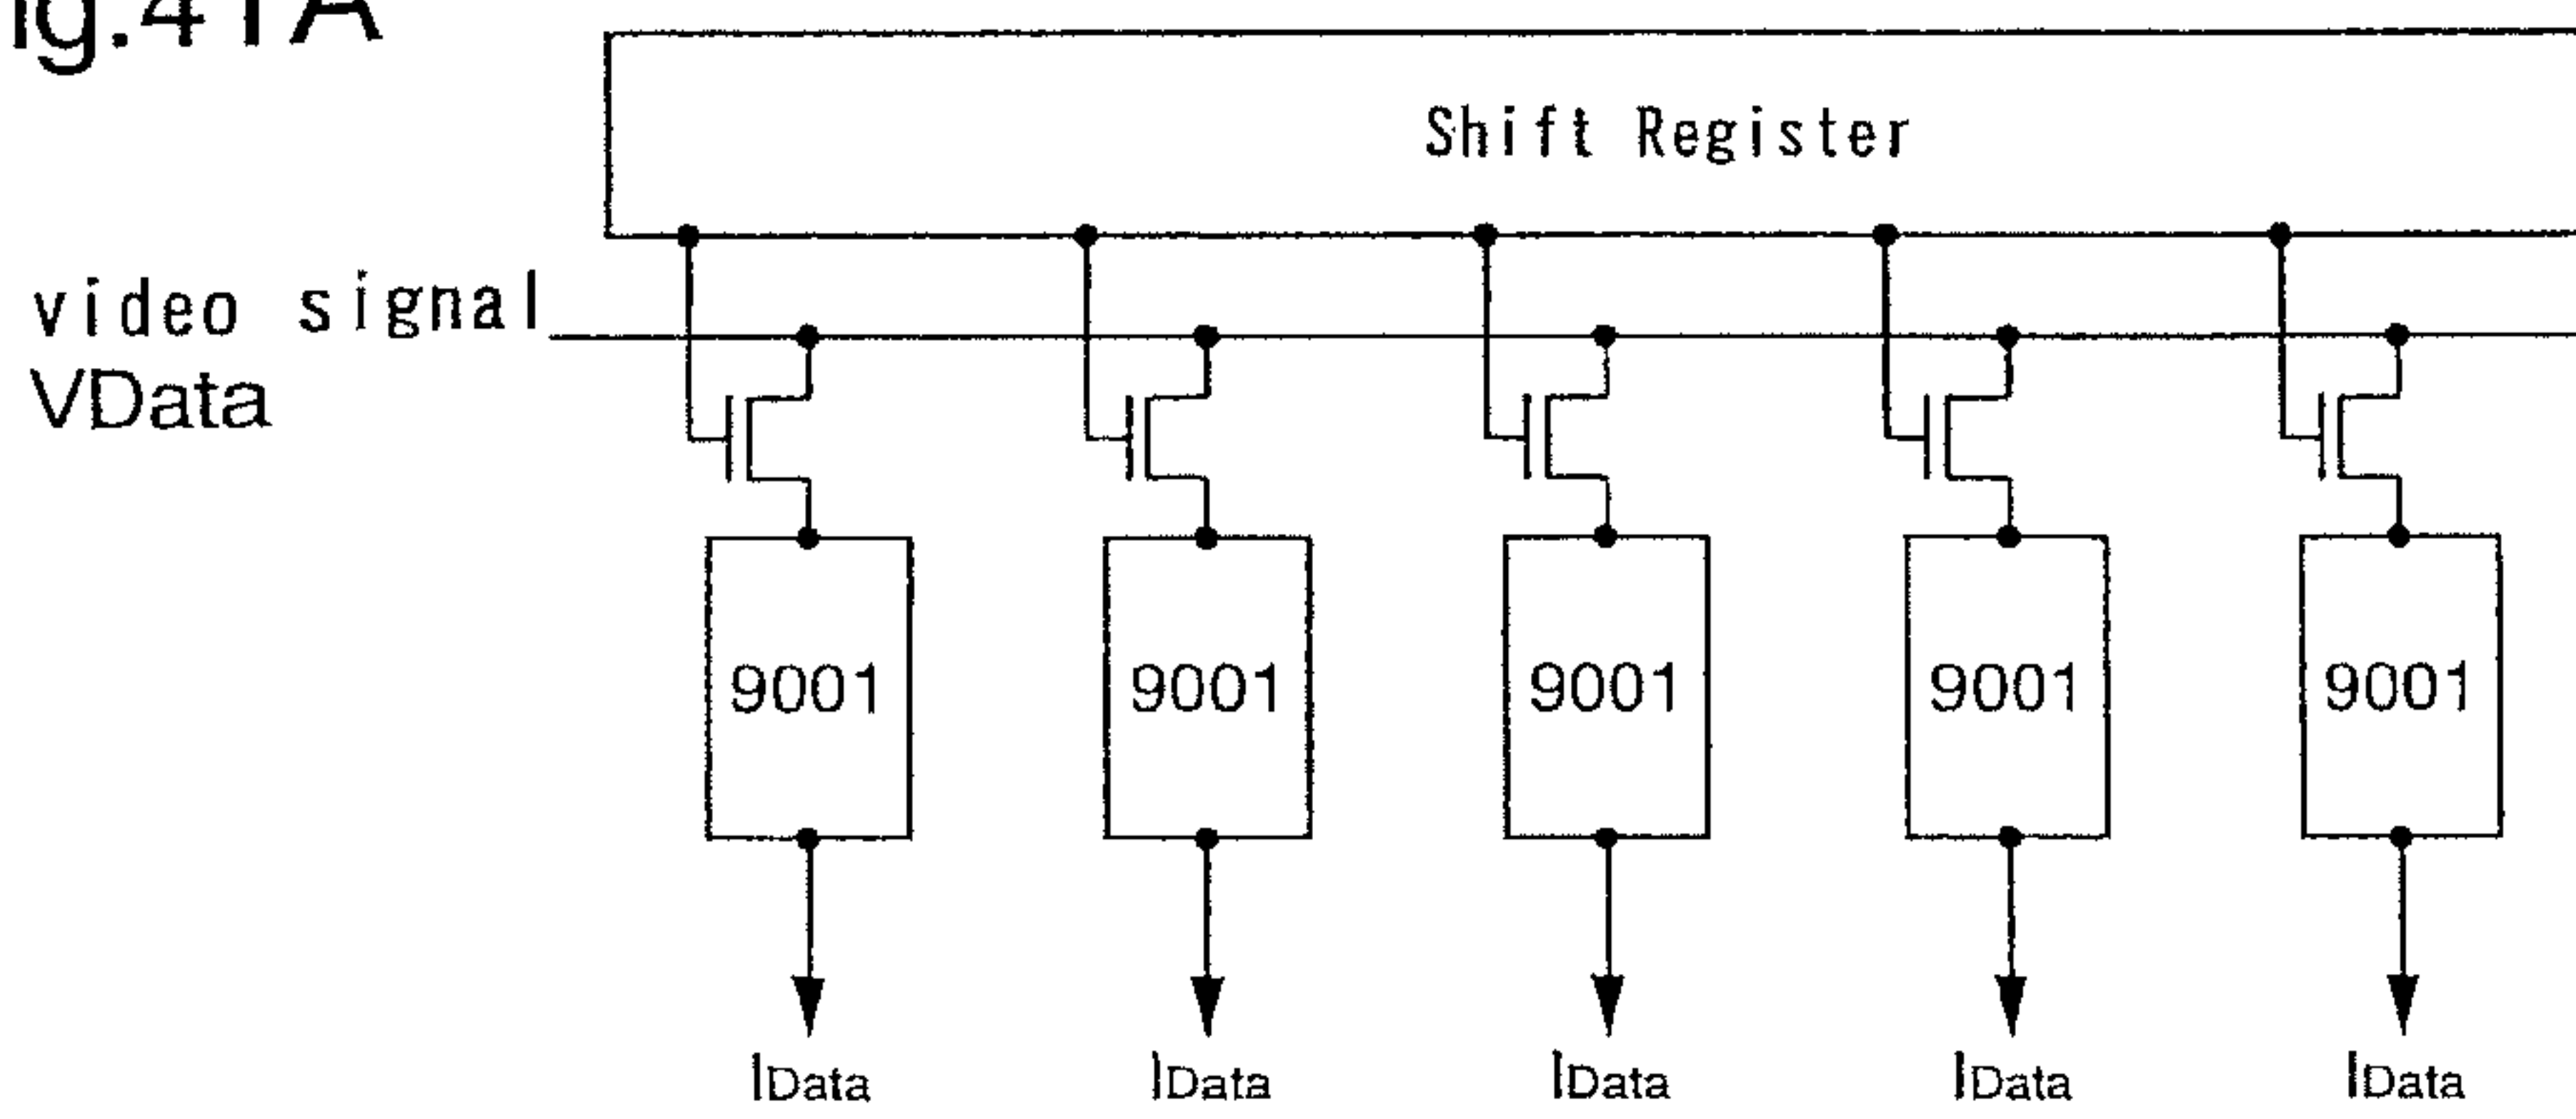 ig.41A
Shift Register
video signal
VData
9001 9001 9001 9001 9001
IData IData IData IData IData